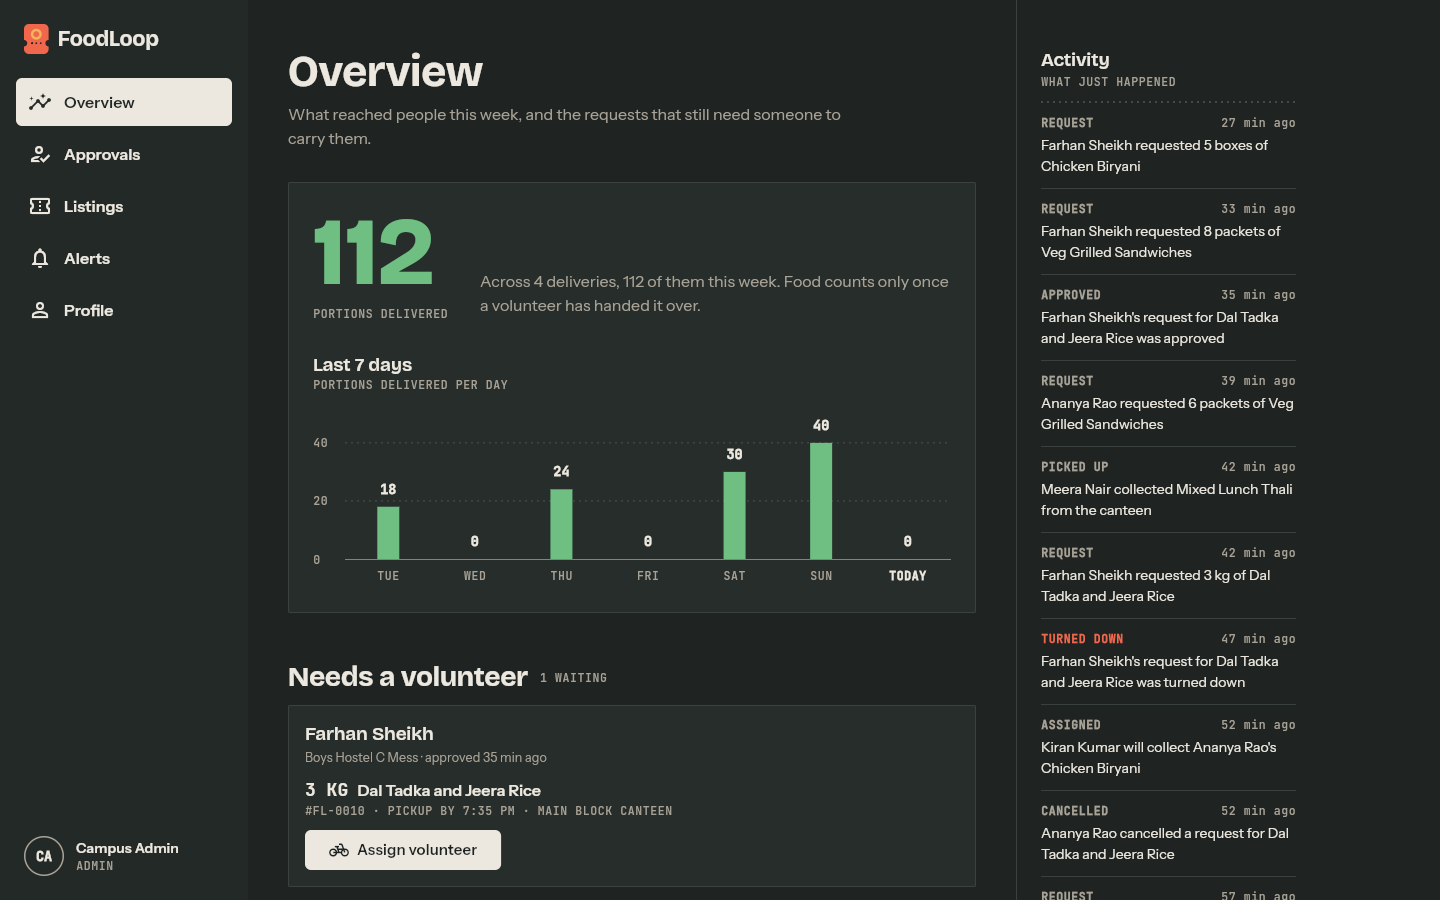 FoodLoop
Overview
Approvals
Listings
Alerts
Profile
CA
Campus Admin
ADMIN
Overview
What reached people this week, and the requests that still need someone to
carry them.
112
PORTIONS DELIVERED
Across 4 deliveries, 112 of them this week. Food counts only once
a volunteer has handed it over.
Last 7 days
PORTIONS DELIVERED PER DAY
40
20
0
18
0
24
0
30
40
0
TUE
WED
THU
FRI
SAT
SUN
TODAY
Needs a volunteer 1 WAITING
Farhan Sheikh
Boys Hostel C Mess · approved 35 min ago
3 KG Dal Tadka and Jeera Rice
#FL-0010 · PICKUP BY 7:35 PM · MAIN BLOCK CANTEEN
Assign volunteer
Activity
WHAT JUST HAPPENED
REQUEST 27 min ago
Farhan Sheikh requested 5 boxes of
Chicken Biryani
REQUEST 33 min ago
Farhan Sheikh requested 8 packets of
Veg Grilled Sandwiches
APPROVED 35 min ago
Farhan Sheikh's request for Dal Tadka
and Jeera Rice was approved
REQUEST 39 min ago
Ananya Rao requested 6 packets of Veg
Grilled Sandwiches
PICKED UP 42 min ago
Meera Nair collected Mixed Lunch Thali
from the canteen
REQUEST 42 min ago
Farhan Sheikh requested 3 kg of Dal
Tadka and Jeera Rice
TURNED DOWN 47 min ago
Farhan Sheikh's request for Dal Tadka
and Jeera Rice was turned down
ASSIGNED 52 min ago
Kiran Kumar will collect Ananya Rao's
Chicken Biryani
CANCELLED 52 min ago
Ananya Rao cancelled a request for Dal
Tadka and Jeera Rice
REQUEST 57 min ago